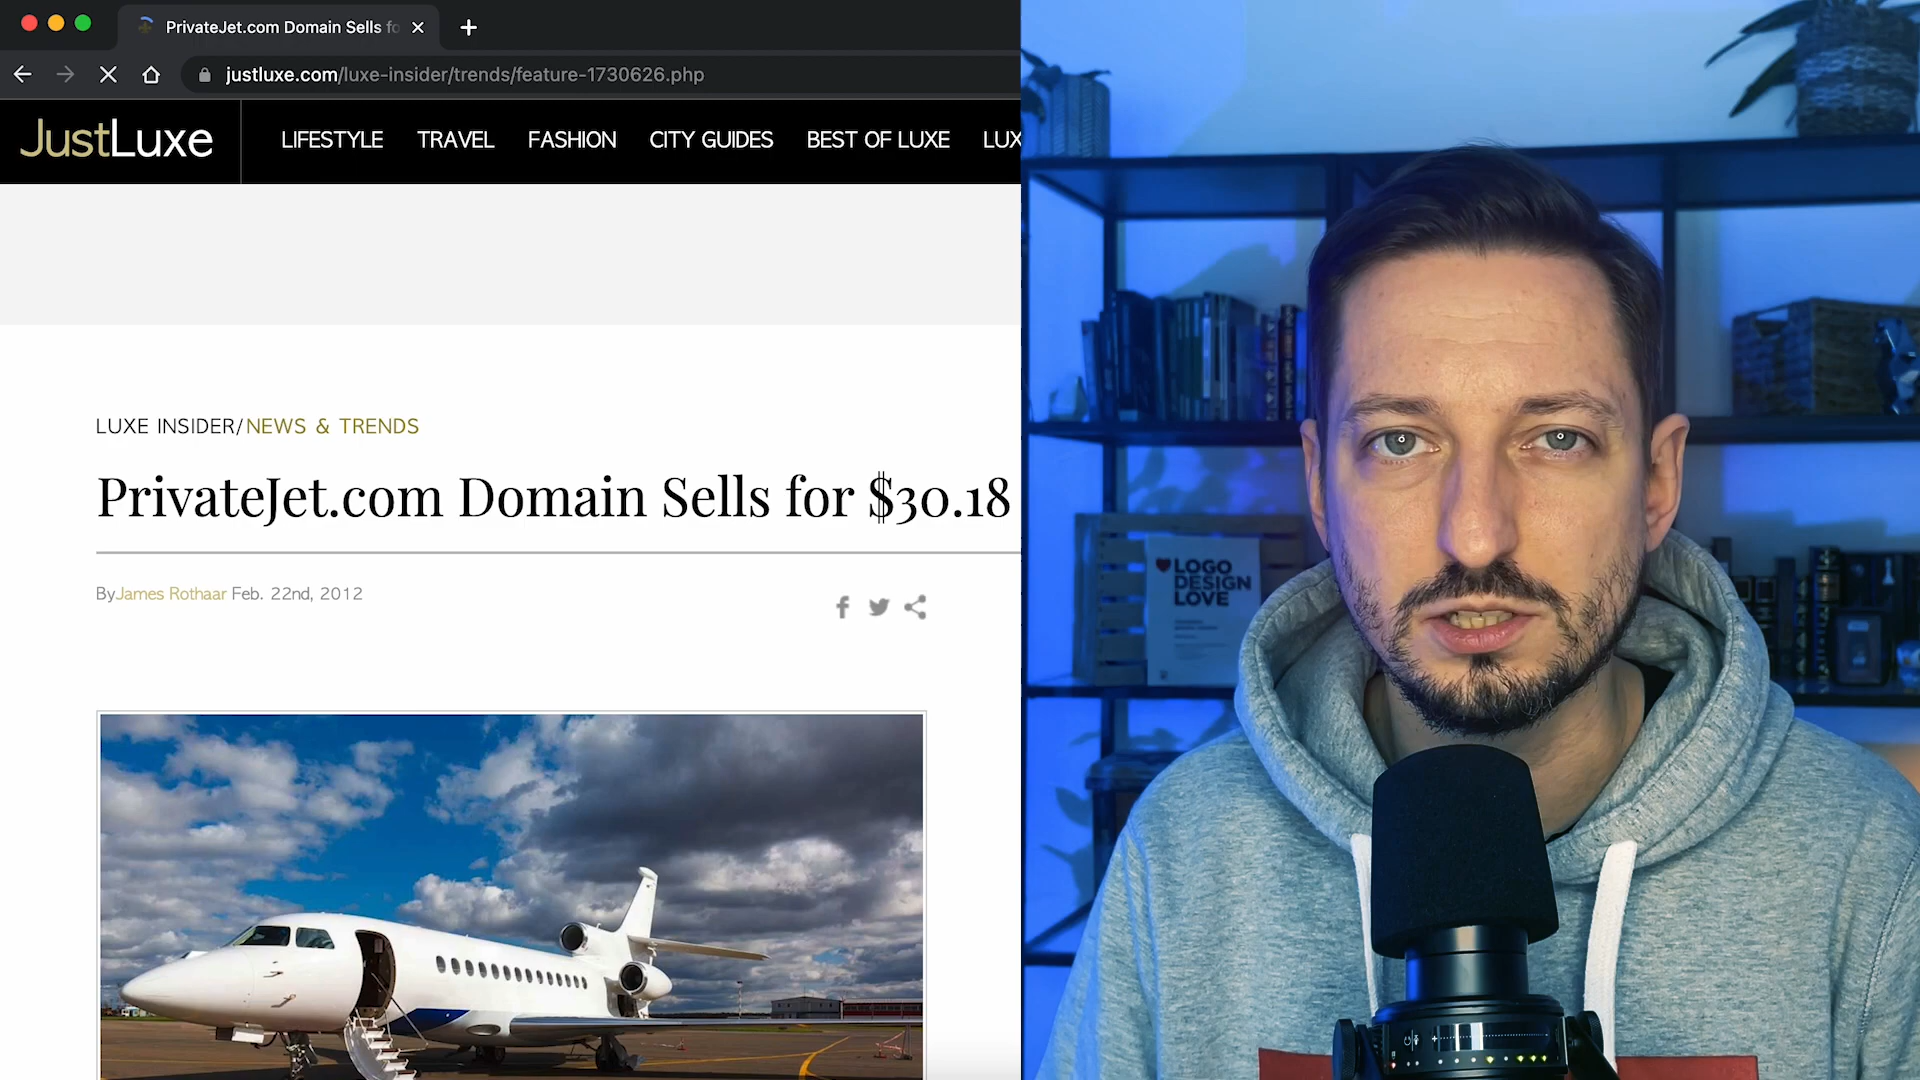 PrivateJet.com Domain Sells fo
justluxe.com/luxe-insider/trends/feature-1730626.php
JustLuxe
LIFESTYLE TRAVEL FASHION CITY GUIDES BEST OF LUXE LUX
LUXE INSIDER/NEWS & TRENDS
PrivateJet.com Domain Sells for $30.18
By James Rothaar Feb. 22nd, 2012
LOGO
DESIGN
LOVE